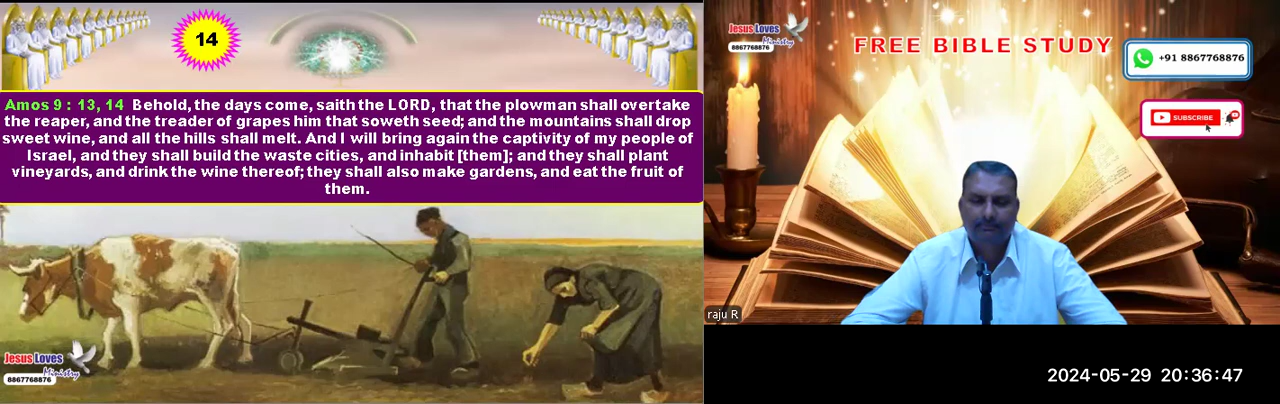 14
Amos 9 : 13, 14 Behold, the days come, saith the LORD, that the plowman shall overtake
the reaper, and the treader of grapes him that soweth seed; and the mountains shall drop
sweet wine, and all the hills shall melt. And I will bring again the captivity of my people of
Israel, and they shall build the waste cities, and inhabit [them]; and they shall plant
vineyards, and drink the wine thereof; they shall also make gardens, and eat the fruit of
them.
Jesus Loves
Ministry
8867768876
Jesus Loves
Ministry
8867768876
FREE BIBLE STUDY
+91 8867768876
SUBSCRIBE
raju R
2024-05-29 20:36:47